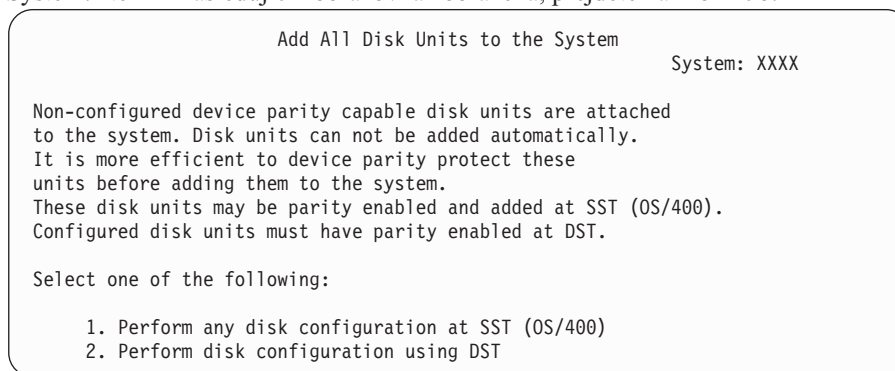 Add All Disk Units to the System
System: XXXX
Non-configured device parity capable disk units are attached
to the system. Disk units can not be added automatically.
It is more efficient to device parity protect these
units before adding them to the system.
These disk units may be parity enabled and added at SST (OS/400).
Configured disk units must have parity enabled at DST.
Select one of the following:
1. Perform any disk configuration at SST (OS/400)
2. Perform disk configuration using DST